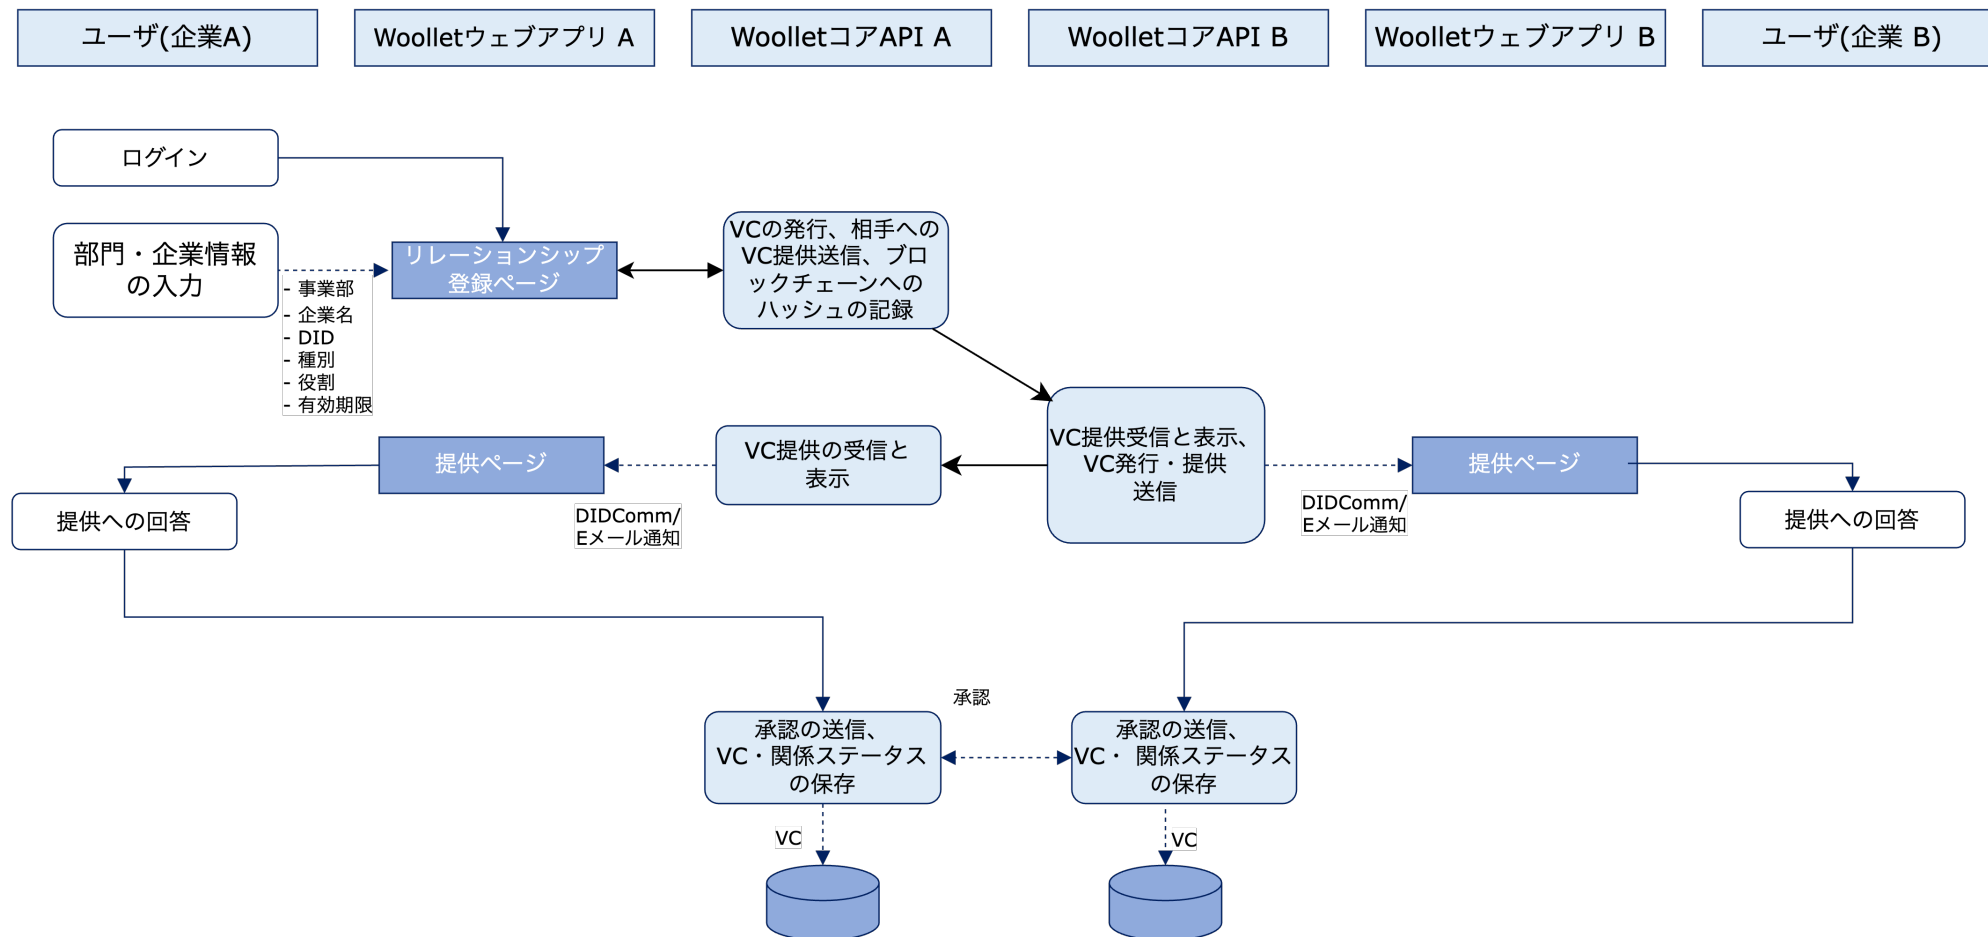 ユーザ(企業A)
Woolletウェブアプリ A
WoolletコアAPI A
WoolletコアAPI B
Woolletウェブアプリ B
ユーザ(企業 B)
ログイン
部門・企業情報
の入力
- 事業部
- 企業名
- DID
- 種別
- 役割
- 有効期限
リレーションシップ
登録ページ
VCの発行、相手への
VC提供送信、ブロ
ックチェーンへの
ハッシュの記録
VC提供受信と表示、
VC発行・提供
送信
VC提供の受信と
表示
提供ページ
DIDComm/
Eメール通知
提供への回答
提供ページ
DIDComm/
Eメール通知
提供への回答
承認
承認の送信、
VC・関係ステータス
の保存
承認の送信、
VC・ 関係ステータス
の保存
VC
VC